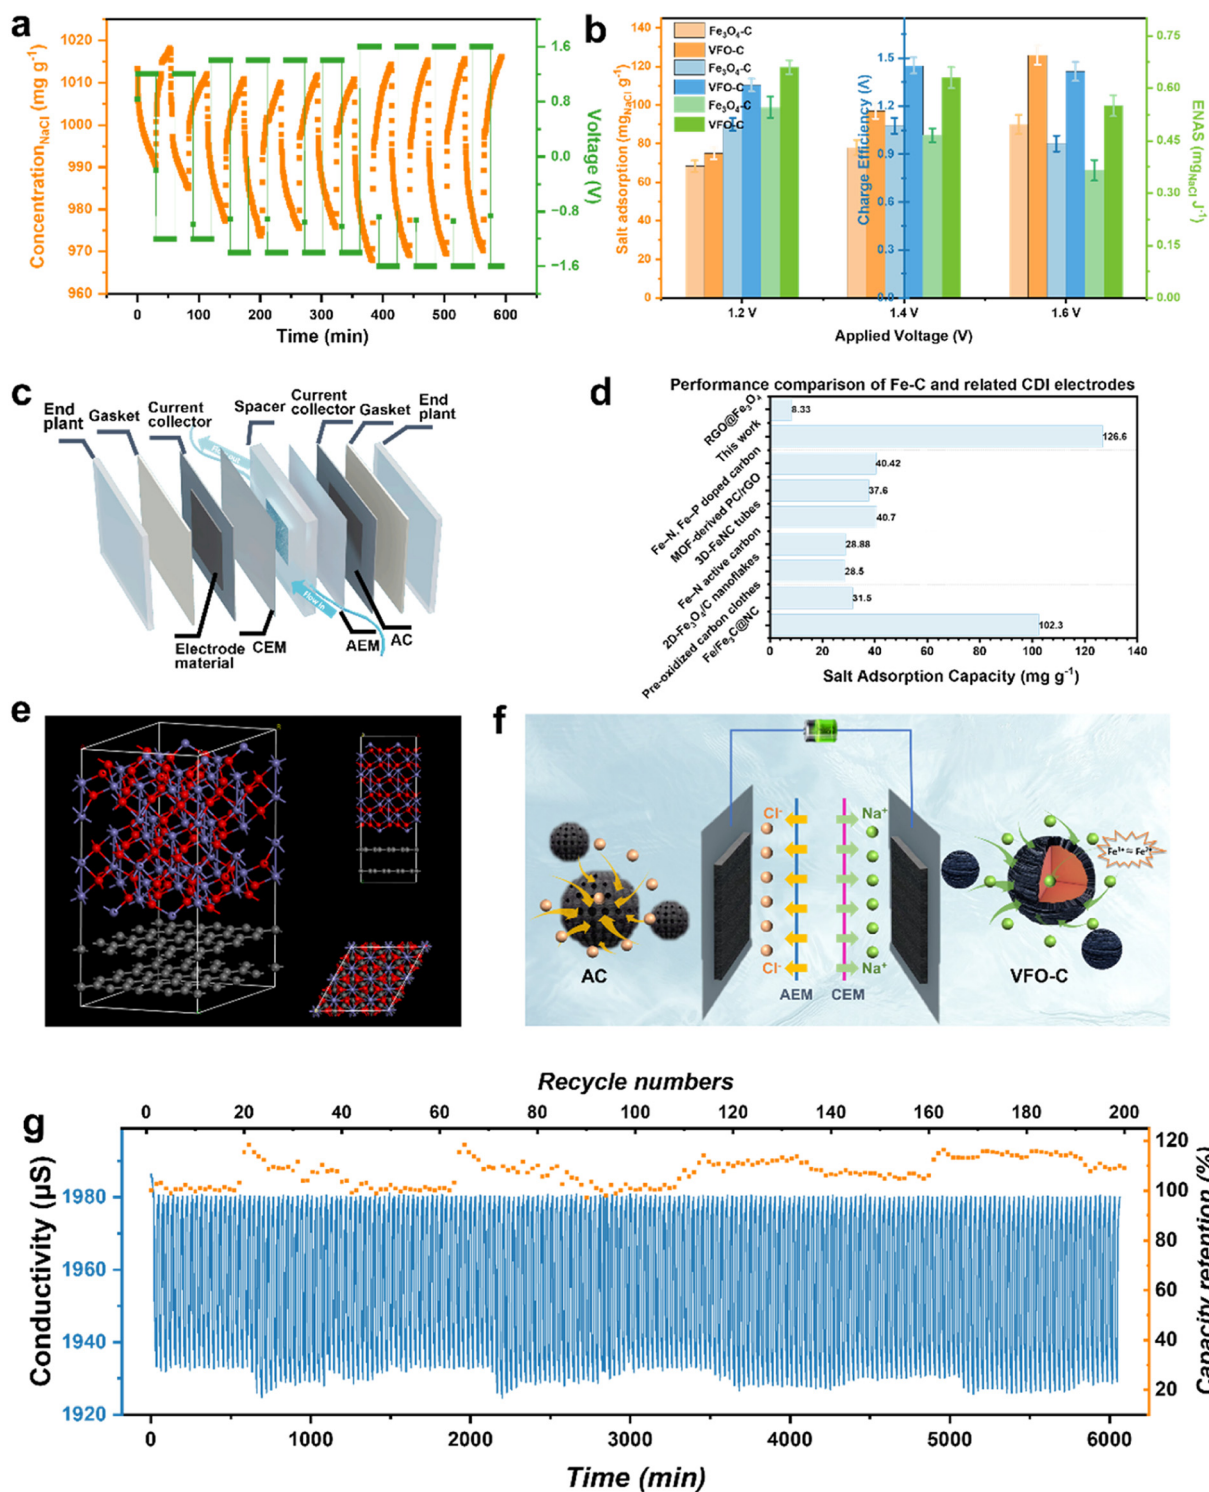 a
1020
1010
1000
990
980
970
960
Concentration_NaCl (mg g⁻¹)
1.6
0.8
0.0
−0.8
−1.6
Voltage (V)
0 100 200 300 400 500 600
Time (min)
b
140
120
100
80
60
40
20
0
Salt adsorption (mg_NaCl g⁻¹)
Fe₃O₄-C
VFO-C
Fe₃O₄-C
VFO-C
Fe₃O₄-C
VFO-C
1.5
1.2
0.9
0.6
0.3
0.0
Charge Efficiency (Λ)
0.75
0.60
0.45
0.30
0.15
0.00
ENAS (mg_NaCl J⁻¹)
1.2 V 1.4 V 1.6 V
Applied Voltage (V)
c
End plant
Gasket
Current collector
Spacer
Current collector
Gasket
End plant
Flow in
Electrode material
CEM
AEM
AC
d
Performance comparison of Fe-C and related CDI electrodes
RGO@Fe₃O₄
This work
Fe–N, Fe–P doped carbon
MOF-derived PC/rGO
3D-FeNC tubes
Fe–N active carbon
2D-Fe₃O₄/C nanoflakes
Pre-oxidized carbon clothes
Fe/Fe₃C@NC
8.33
126.6
40.42
37.6
40.7
28.88
28.5
31.5
102.3
0 20 40 60 80 100 120 140
Salt Adsorption Capacity (mg g⁻¹)
e
f
Cl⁻
Na⁺
Fe³⁺ ≈ Fe²⁺
AC
Cl⁻
Na⁺
VFO-C
AEM CEM
g
Recycle numbers
0 20 40 60 80 100 120 140 160 180 200
1980
1960
1940
1920
Conductivity (µS)
120
100
80
60
40
20
Capacity retention (%)
0 1000 2000 3000 4000 5000 6000
Time (min)